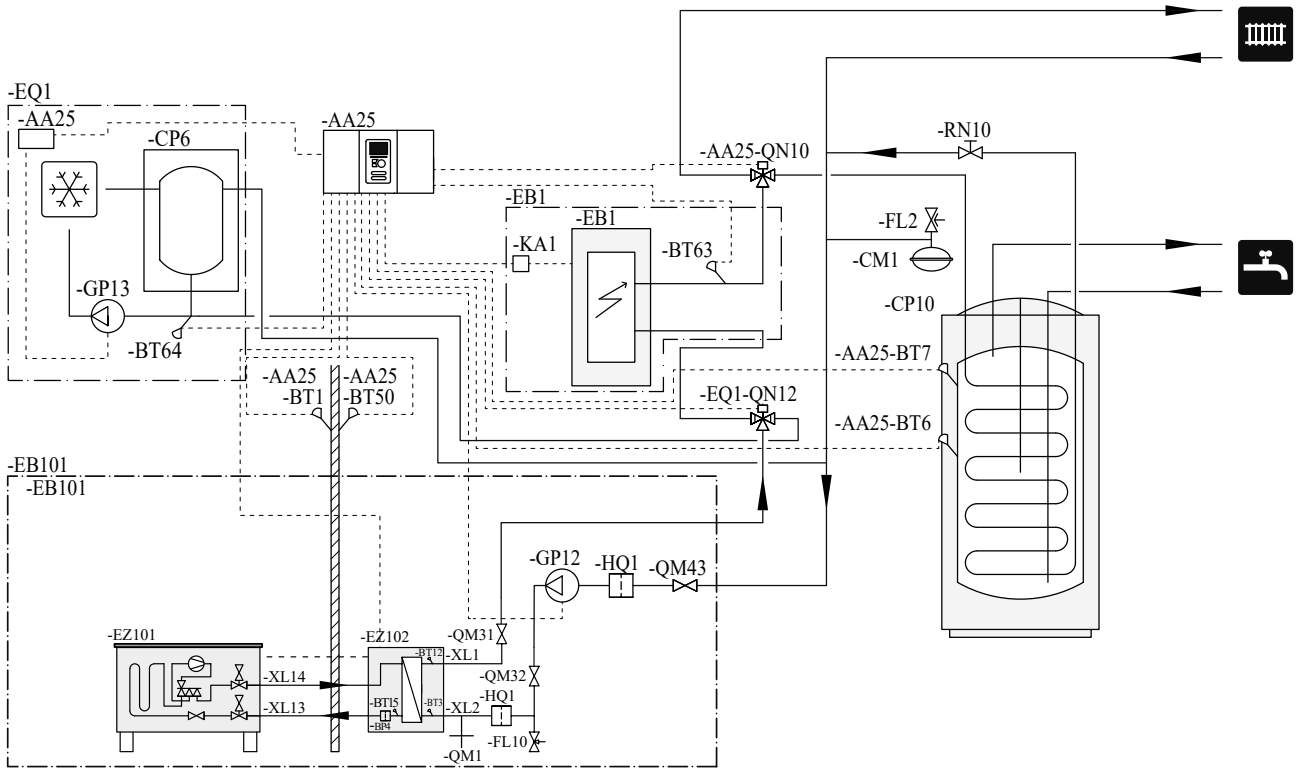 -EQ1
-AA25
-CP6
-GP13
-BT64
-AA25
-AA25
-BT1
-AA25
-BT50
-EB1
-EB1
-KA1
-BT63
-AA25-QN10
-EQ1-QN12
-RN10
-FL2
-CM1
-CP10
-AA25-BT7
-AA25-BT6
-EB101
-EB101
-GP12
-HQ1
-QM43
-EZ101
-XL14
-XL13
-EZ102
-BT12
-XL1
-QM31
-QM32
-BT15
-BP4
-BT3
-XL2
-HQ1
-QM1
-FL10